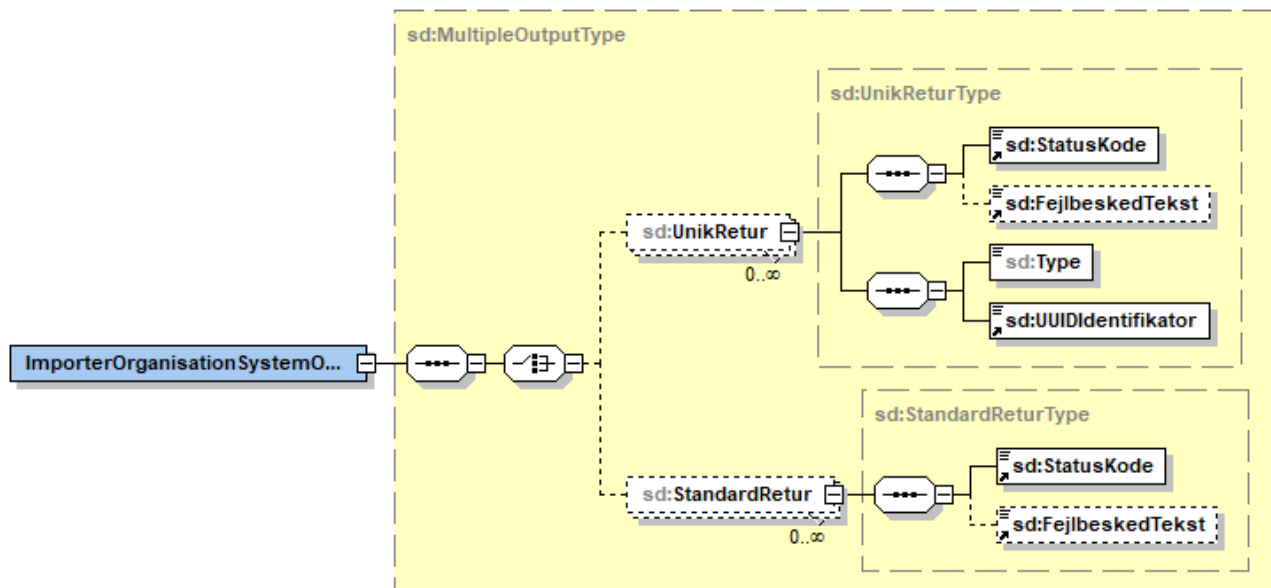 sd:MultipleOutputType
sd:UnikReturType
sd:StatusKode
sd:FejlbeskedTekst
sd:UnikRetur
0..∞
sd:Type
sd:UUIDIdentifikator
ImporterOrganisationSystemO...
sd:StandardReturType
sd:StatusKode
sd:StandardRetur
0..∞
sd:FejlbeskedTekst